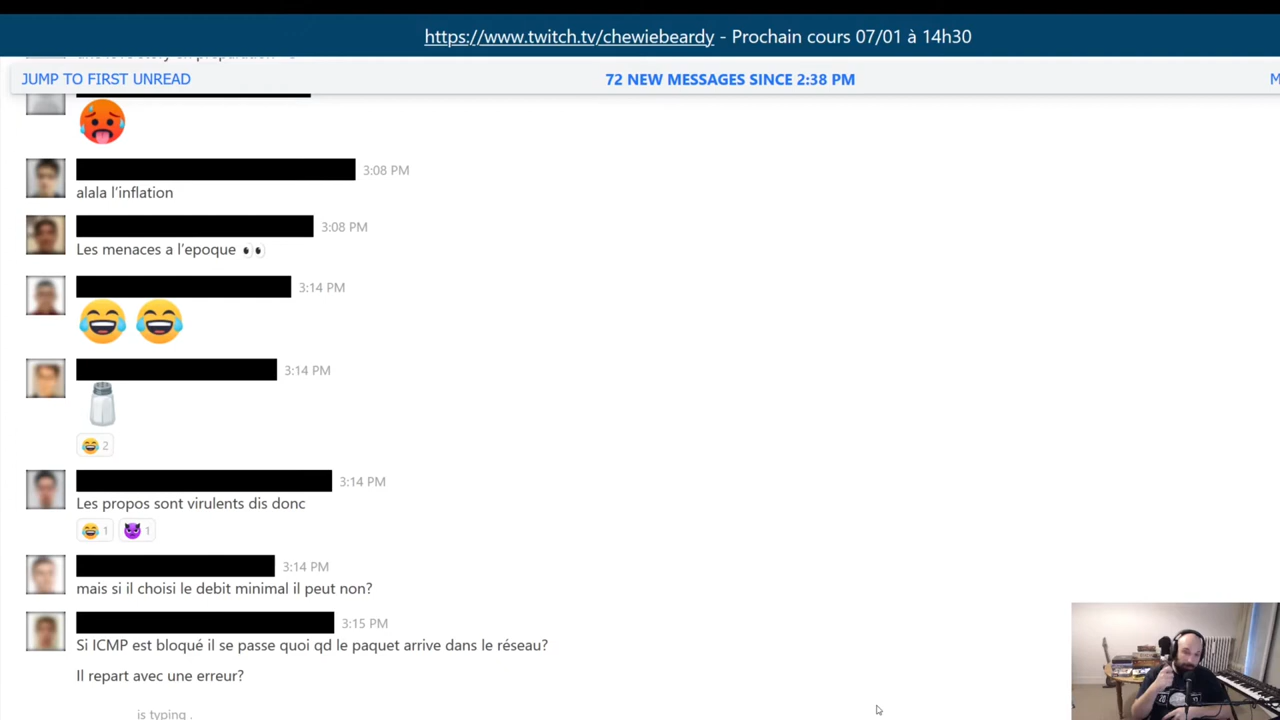 https://www.twitch.tv/chewiebeardy - Prochain cours 07/01 à 14h30
JUMP TO FIRST UNREAD
72 NEW MESSAGES SINCE 2:38 PM
3:08 PM
alala l'inflation
3:08 PM
Les menaces a l'epoque
3:14 PM
3:14 PM
2
3:14 PM
Les propos sont virulents dis donc
1 1
3:14 PM
mais si il choisi le debit minimal il peut non?
3:15 PM
Si ICMP est bloqué il se passe quoi qd le paquet arrive dans le réseau?
Il repart avec une erreur?
is typing .